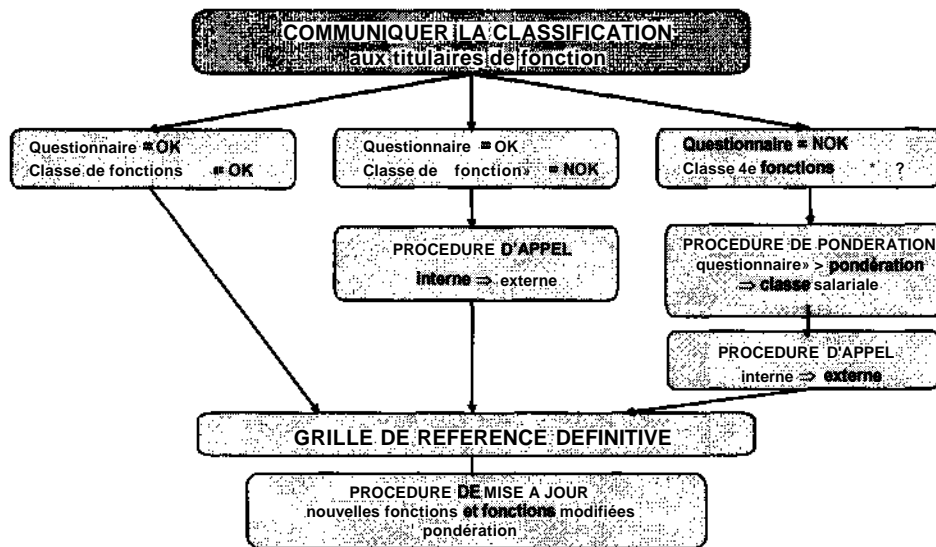 COMMUNIQUER LA CLASSIFICATION
aux titulaires de fonction
Questionnaire = OK
Classe de fonctions = OK
Questionnaire = OK
Classe de fonction» = NOK
Questionnaire = NOK
Classe 4e fonctions * ?
PROCEDURE D'APPEL
interne ⇒ externe
PROCEDURE DE PONDERATION
questionnaire» > pondération
⇒ classe salariale
PROCEDURE D'APPEL
interne ⇒ externe
GRILLE DE REFERENCE DEFINITIVE
PROCEDURE DE MISE A JOUR
nouvelles fonctions et fonctions modifiées
pondération